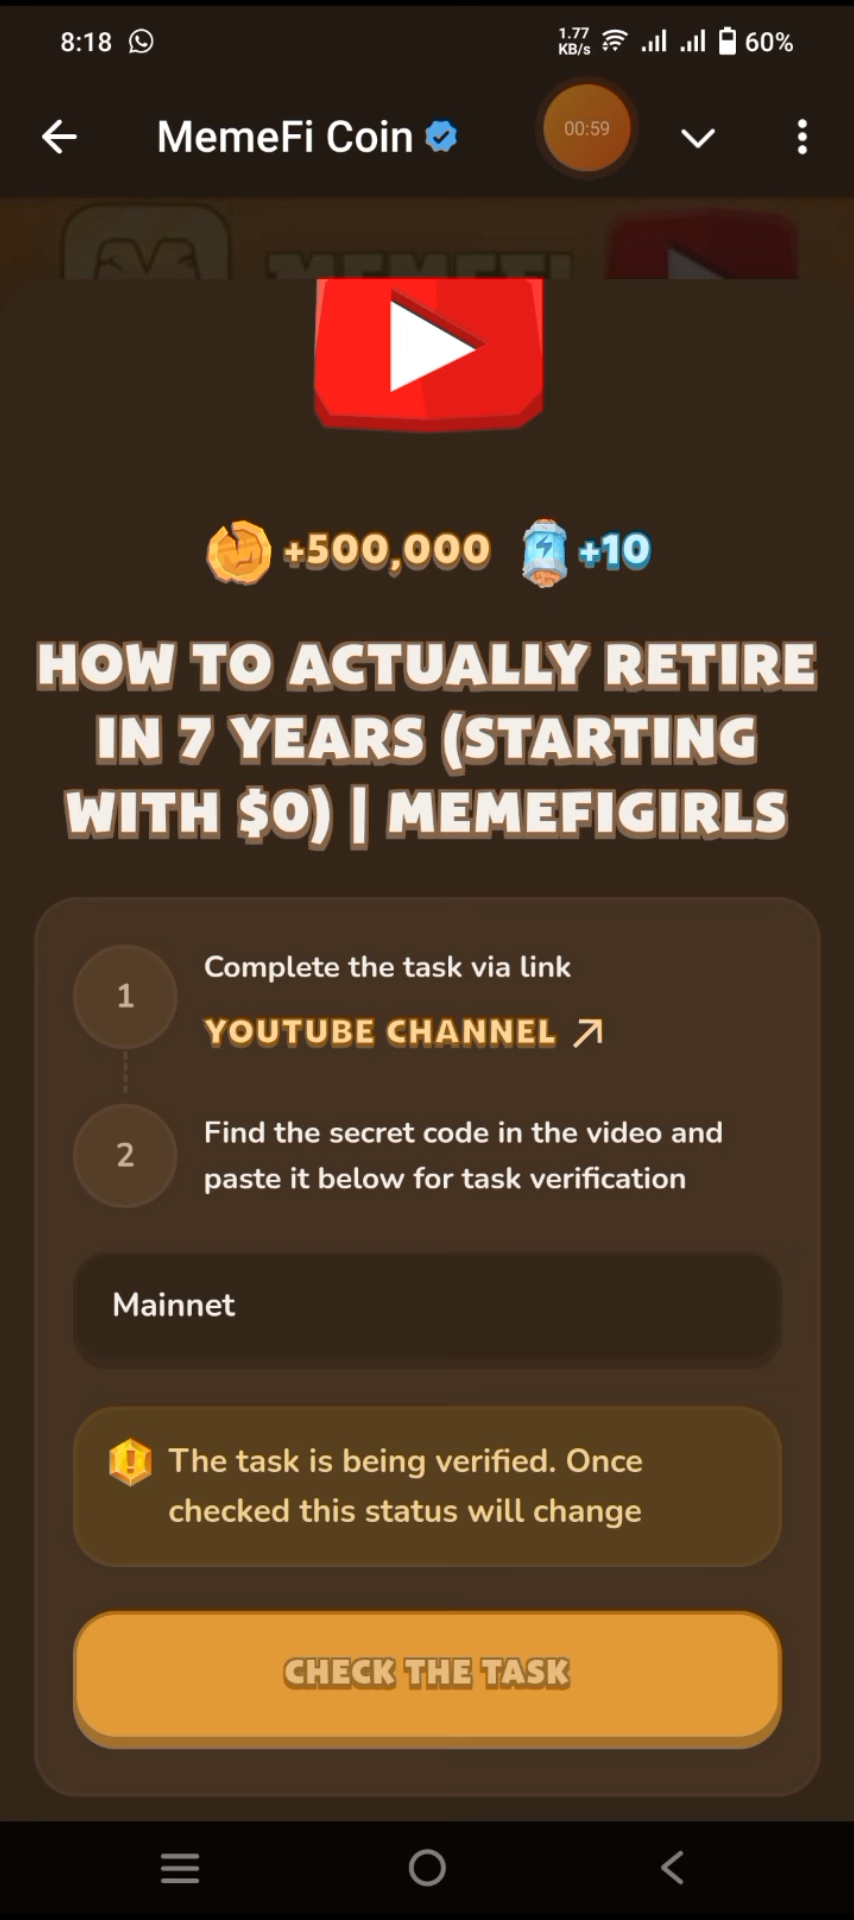 8:18
1.77
KB/s
60%
MemeFi Coin
00:59
MEMEFI
+500,000
+10
HOW TO ACTUALLY RETIRE
IN 7 YEARS (STARTING
WITH $0) | MEMEFIGIRLS
1
Complete the task via link
YOUTUBE CHANNEL
2
Find the secret code in the video and
paste it below for task verification
Mainnet
The task is being verified. Once
checked this status will change
CHECK THE TASK